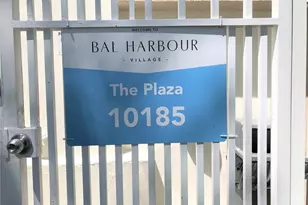 WELCOME TO
BAL HARBOUR
- VILLAGE -
The Plaza
10185